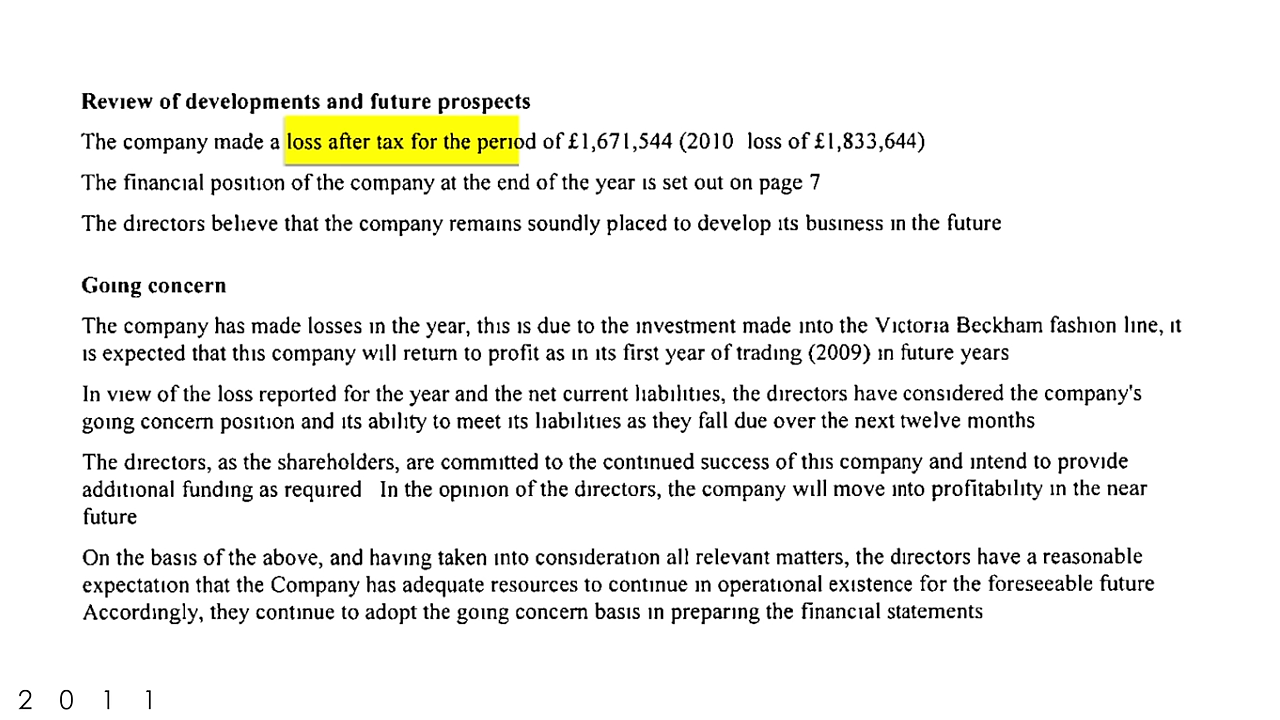 Review of developments and future prospects
The company made a loss after tax for the period of £1,671,544 (2010 loss of £1,833,644)
The financial position of the company at the end of the year is set out on page 7
The directors believe that the company remains soundly placed to develop its business in the future
Going concern
The company has made losses in the year, this is due to the investment made into the Victoria Beckham fashion line, it
is expected that this company will return to profit as in its first year of trading (2009) in future years
In view of the loss reported for the year and the net current liabilities, the directors have considered the company's
going concern position and its ability to meet its liabilities as they fall due over the next twelve months
The directors, as the shareholders, are committed to the continued success of this company and intend to provide
additional funding as required In the opinion of the directors, the company will move into profitability in the near
future
On the basis of the above, and having taken into consideration all relevant matters, the directors have a reasonable
expectation that the Company has adequate resources to continue in operational existence for the foreseeable future
Accordingly, they continue to adopt the going concern basis in preparing the financial statements
2 0 1 1